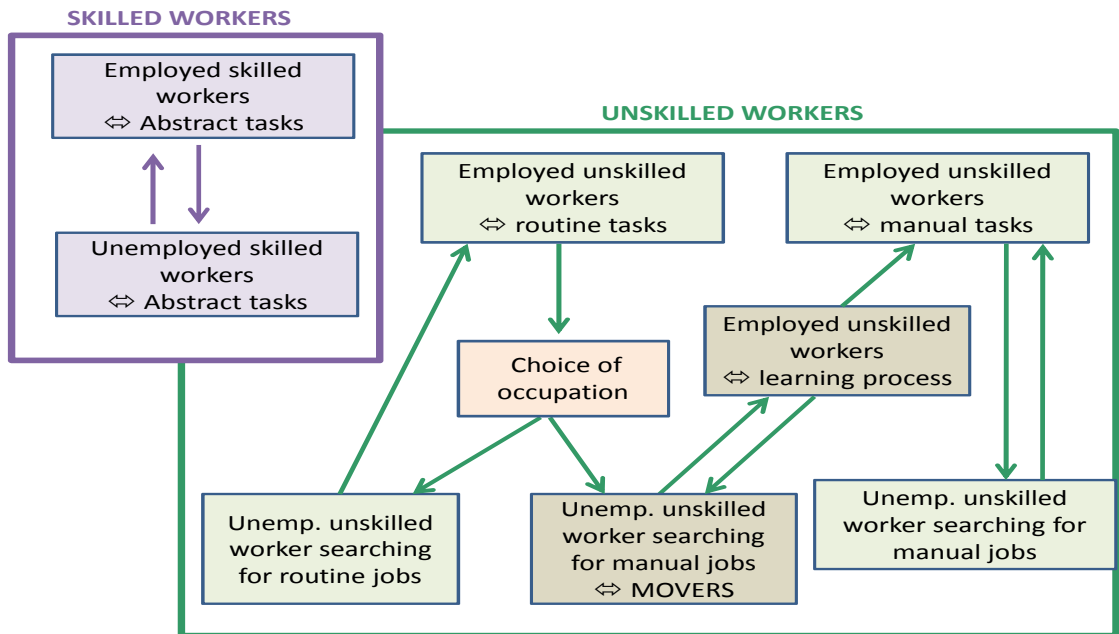 SKILLED WORKERS
Employed skilled
workers
⇔ Abstract tasks
Unemployed skilled
workers
⇔ Abstract tasks
UNSKILLED WORKERS
Employed unskilled
workers
⇔ routine tasks
Employed unskilled
workers
⇔ manual tasks
Choice of
occupation
Employed unskilled
workers
⇔ learning process
Unemp. unskilled
worker searching
for routine jobs
Unemp. unskilled
worker searching
for manual jobs
⇔ MOVERS
Unemp. unskilled
worker searching for
manual jobs